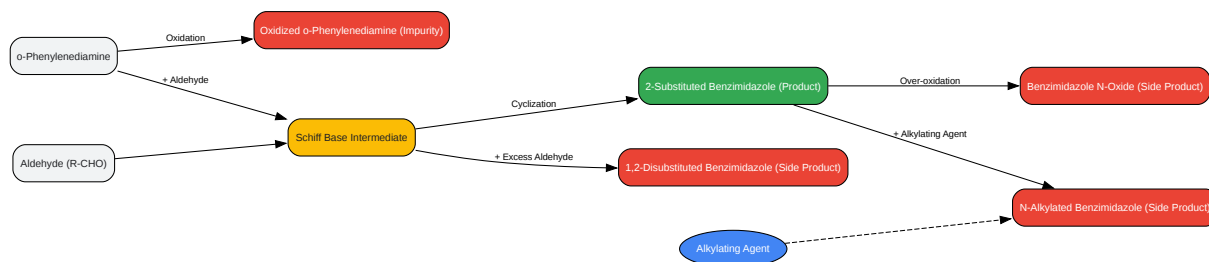 Oxidized o-Phenylenediamine (Impurity)
Oxidation
o-Phenylenediamine
+ Aldehyde
2-Substituted Benzimidazole (Product)
Over-oxidation
Benzimidazole N-Oxide (Side Product)
Cyclization
Schiff Base Intermediate
+ Alkylating Agent
+ Excess Aldehyde
Aldehyde (R-CHO)
1,2-Disubstituted Benzimidazole (Side Product)
N-Alkylated Benzimidazole (Side Product)
Alkylating Agent